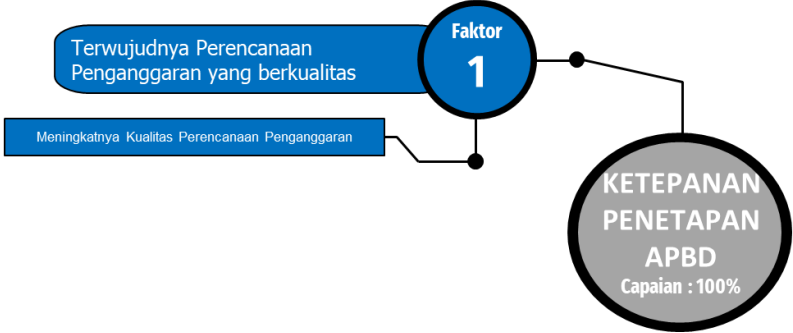 Terwujudnya Perencanaan
Penganggaran yang berkualitas
Faktor
1
Meningkatnya Kualitas Perencanaan Penganggaran
KETEPANAN
PENETAPAN
APBD
Capaian : 100%